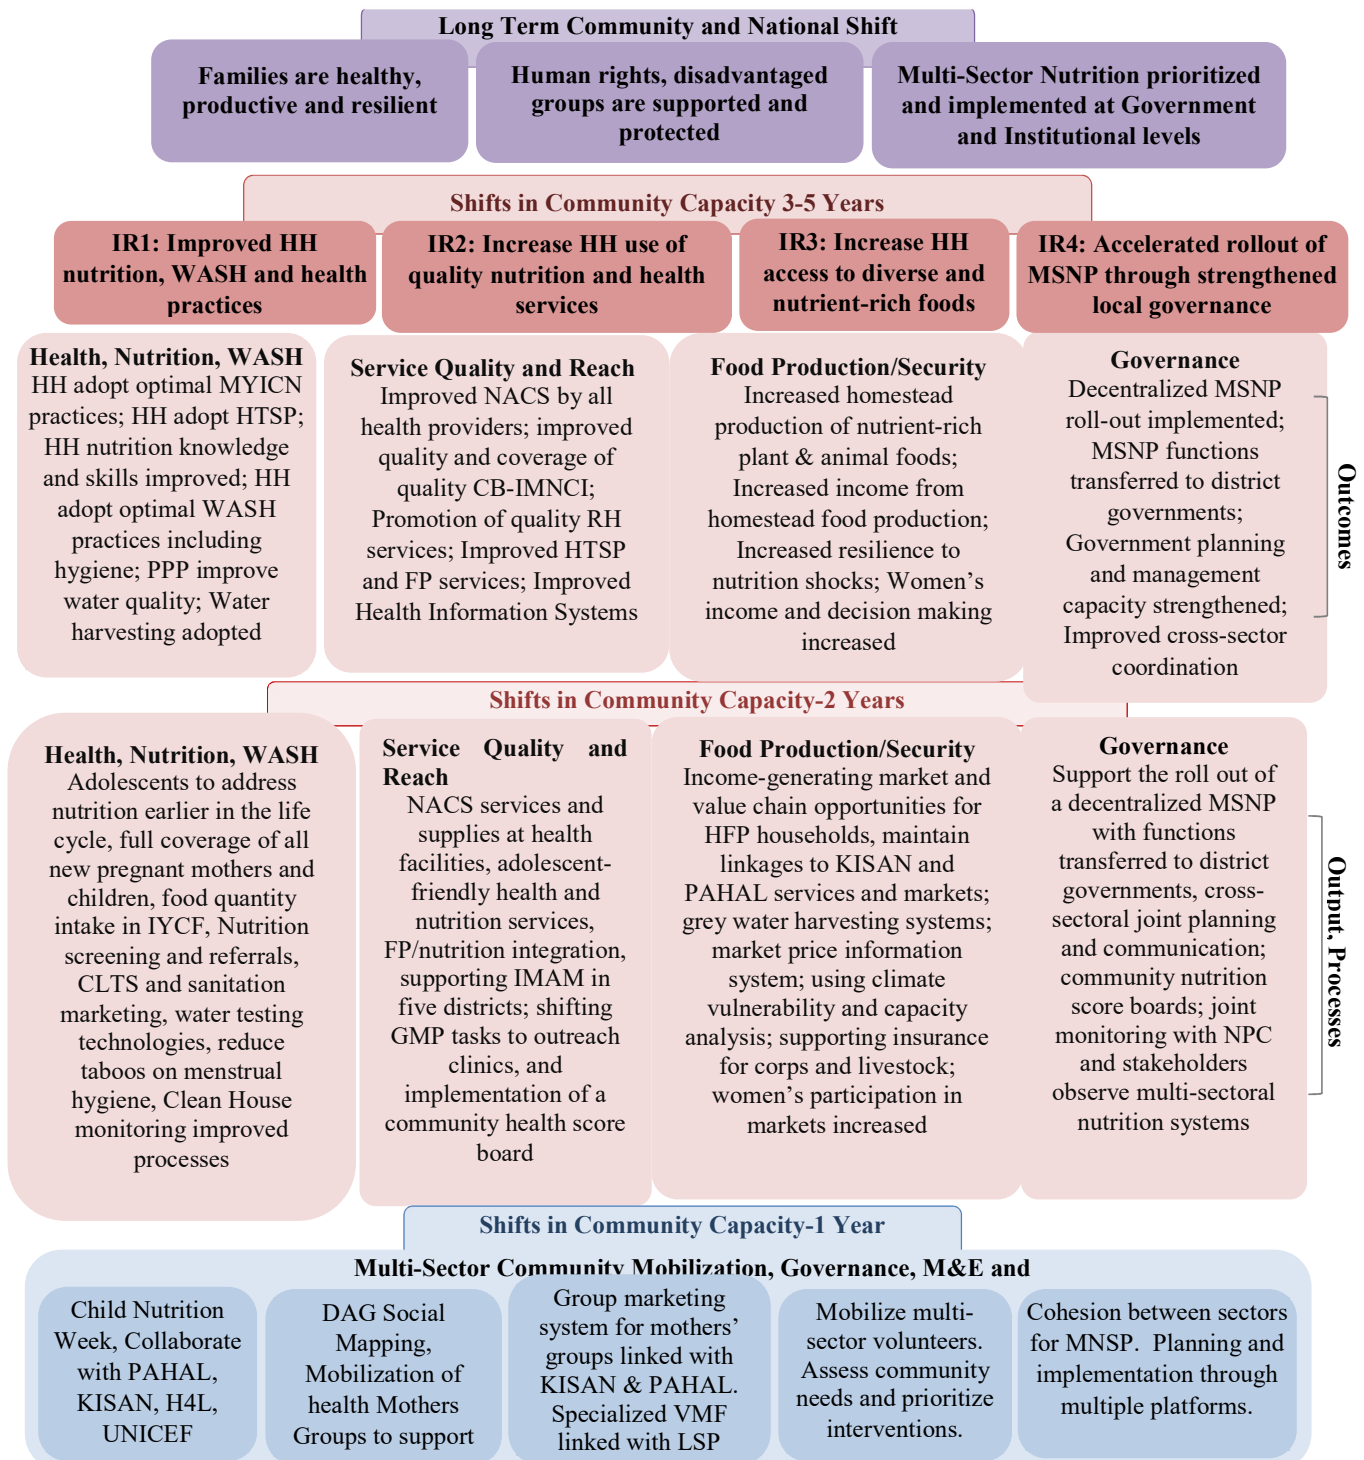 Long Term Community and National Shift
Families are healthy,
productive and resilient
Human rights, disadvantaged
groups are supported and
protected
Multi-Sector Nutrition prioritized
and implemented at Government
and Institutional levels
Shifts in Community Capacity 3-5 Years
IR1: Improved HH
nutrition, WASH and health
practices
IR2: Increase HH use of
quality nutrition and health
services
IR3: Increase HH
access to diverse and
nutrient-rich foods
IR4: Accelerated rollout of
MSNP through strengthened
local governance
Health, Nutrition, WASH
HH adopt optimal MYICN
practices; HH adopt HTSP;
HH nutrition knowledge
and skills improved; HH
adopt optimal WASH
practices including
hygiene; PPP improve
water quality; Water
harvesting adopted
Service Quality and Reach
Improved NACS by all
health providers; improved
quality and coverage of
quality CB-IMNCI;
Promotion of quality RH
services; Improved HTSP
and FP services; Improved
Health Information Systems
Food Production/Security
Increased homestead
production of nutrient-rich
plant & animal foods;
Increased income from
homestead food production;
Increased resilience to
nutrition shocks; Women’s
income and decision making
increased
Governance
Decentralized MSNP
roll-out implemented;
MSNP functions
transferred to district
governments;
Government planning
and management
capacity strengthened;
Improved cross-sector
coordination
Outcomes
Shifts in Community Capacity-2 Years
Health, Nutrition, WASH
Adolescents to address
nutrition earlier in the life
cycle, full coverage of all
new pregnant mothers and
children, food quantity
intake in IYCF, Nutrition
screening and referrals,
CLTS and sanitation
marketing, water testing
technologies, reduce
taboos on menstrual
hygiene, Clean House
monitoring improved
processes
Service Quality and
Reach
NACS services and
supplies at health
facilities, adolescent-
friendly health and
nutrition services,
FP/nutrition integration,
supporting IMAM in
five districts; shifting
GMP tasks to outreach
clinics, and
implementation of a
community health score
board
Food Production/Security
Income-generating market and
value chain opportunities for
HFP households, maintain
linkages to KISAN and
PAHAL services and markets;
grey water harvesting systems;
market price information
system; using climate
vulnerability and capacity
analysis; supporting insurance
for corps and livestock;
women’s participation in
markets increased
Governance
Support the roll out of
a decentralized MSNP
with functions
transferred to district
governments, cross-
sectoral joint planning
and communication;
community nutrition
score boards; joint
monitoring with NPC
and stakeholders
observe multi-sectoral
nutrition systems
Output, Processes
Shifts in Community Capacity-1 Year
Multi-Sector Community Mobilization, Governance, M&E and
Child Nutrition
Week, Collaborate
with PAHAL,
KISAN, H4L,
UNICEF
DAG Social
Mapping,
Mobilization of
health Mothers
Groups to support
Group marketing
system for mothers’
groups linked with
KISAN & PAHAL.
Specialized VMF
linked with LSP
Mobilize multi-
sector volunteers.
Assess community
needs and prioritize
interventions.
Cohesion between sectors
for MNSP. Planning and
implementation through
multiple platforms.